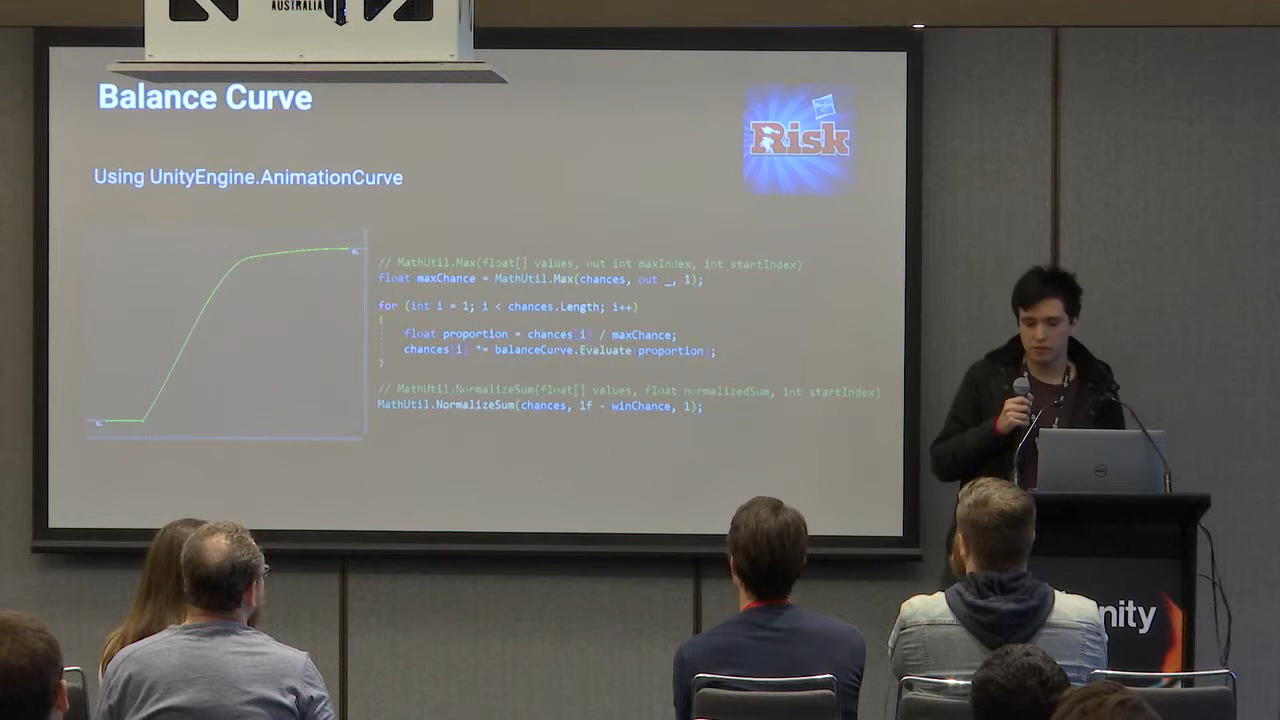 AUSTRALIA
Balance Curve
Risk
Using UnityEngine.AnimationCurve
// MathUtil.Max(float[] values, out int maxIndex, int startIndex)
float maxChance = MathUtil.Max(chances, out _, 1);
for (int i = 1; i < chances.Length; i++)
{
float proportion = chances[i] / maxChance;
chances[i] *= balanceCurve.Evaluate(proportion);
}
// MathUtil.NormalizeSum(float[] values, float normalizedSum, int startIndex)
MathUtil.NormalizeSum(chances, 1f - winChance, 1);
DELL
nity